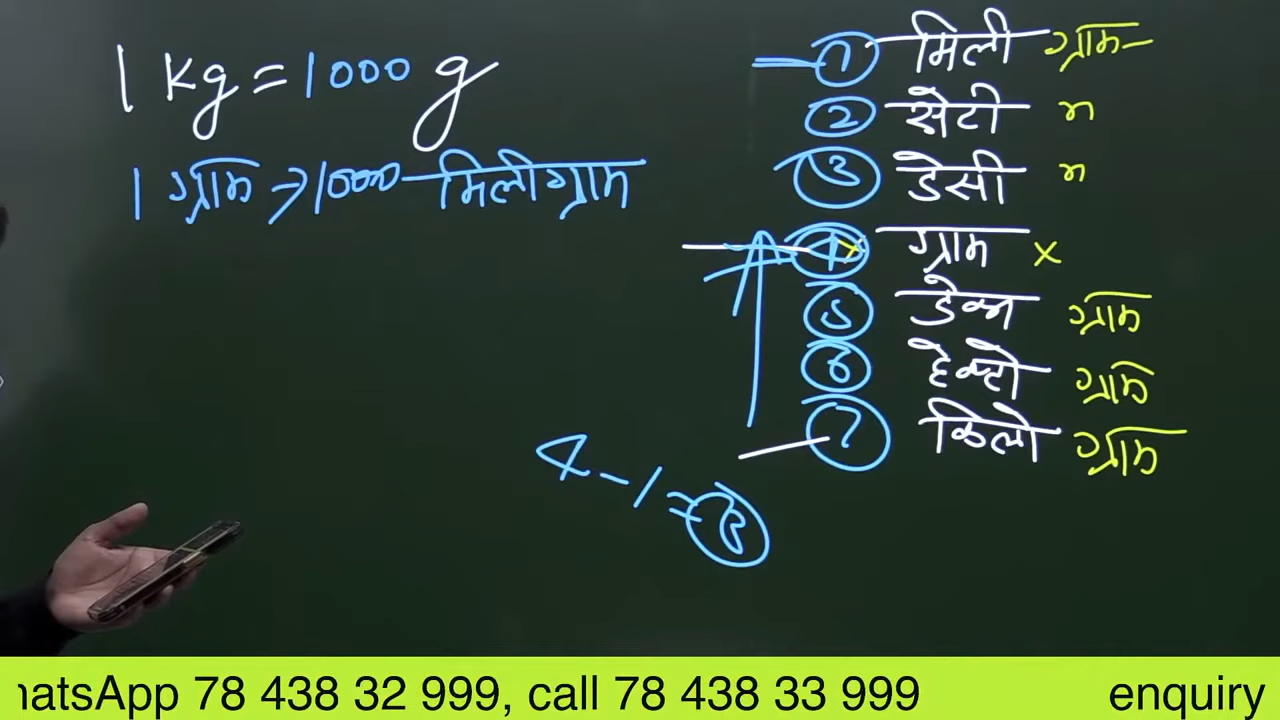 1 Kg = 1000 g
1 ग्राम → 1000 मिलीग्राम
1 मिली ग्राम
2 सेटी "
3 डेसी "
4 ग्राम x
5 डेका ग्राम
6 हेक्टो ग्राम
7 किलो ग्राम
4 - 1 = 3
hatsApp 78 438 32 999, call 78 438 33 999 enquiry